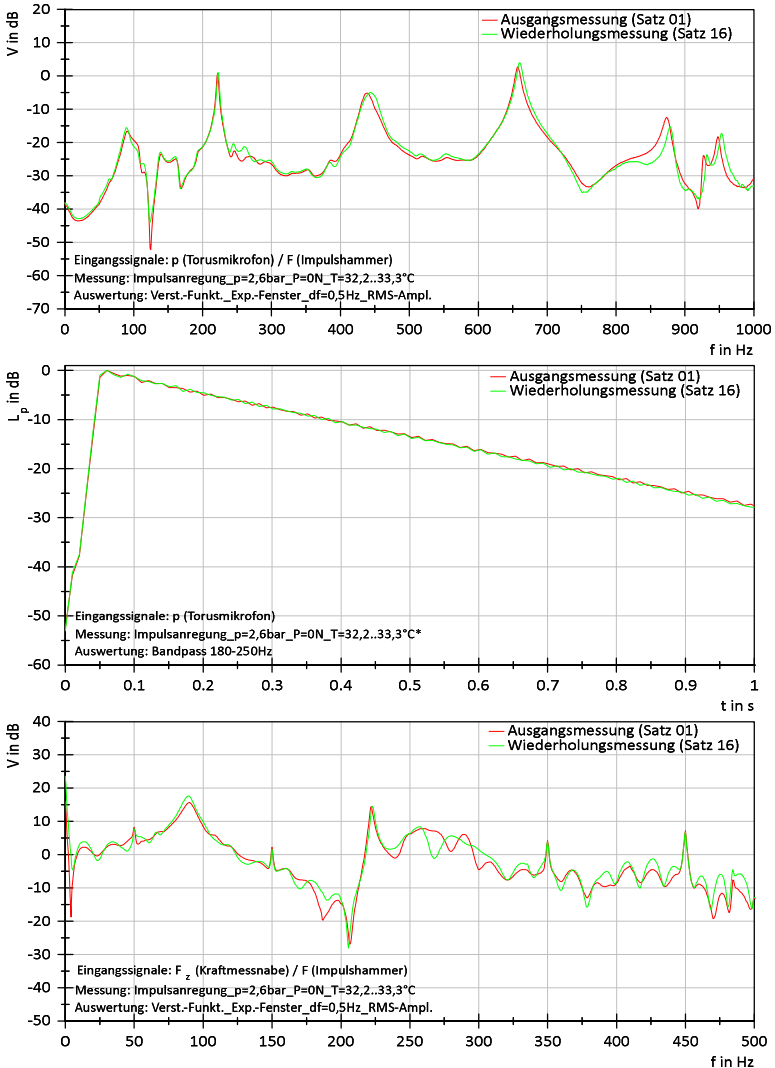 20
10
0
-10
-20
-30
-40
-50
-60
-70
V in dB
Ausgangsmessung (Satz 01)
Wiederholungsmessung (Satz 16)
Eingangssignale: p (Torusmikrofon) / F (Impulshammer)
Messung: Impulsanregung_p=2,6bar_P=0N_T=32,2..33,3°C
Auswertung: Verst.-Funkt._Exp.-Fenster_df=0,5Hz_RMS-Ampl.
0 100 200 300 400 500 600 700 800 900 1000
f in Hz
0
-10
-20
-30
-40
-50
-60
Lp in dB
Ausgangsmessung (Satz 01)
Wiederholungsmessung (Satz 16)
Eingangssignale: p (Torusmikrofon)
Messung: Impulsanregung_p=2,6bar_P=0N_T=32,2..33,3°C*
Auswertung: Bandpass 180-250Hz
0 0.1 0.2 0.3 0.4 0.5 0.6 0.7 0.8 0.9 1
t in s
40
30
20
10
0
-10
-20
-30
-40
-50
V in dB
Ausgangsmessung (Satz 01)
Wiederholungsmessung (Satz 16)
Eingangssignale: F z (Kraftmessnabe) / F (Impulshammer)
Messung: Impulsanregung_p=2,6bar_P=0N_T=32,2..33,3°C
Auswertung: Verst.-Funkt._Exp.-Fenster_df=0,5Hz_RMS-Ampl.
0 50 100 150 200 250 300 350 400 450 500
f in Hz